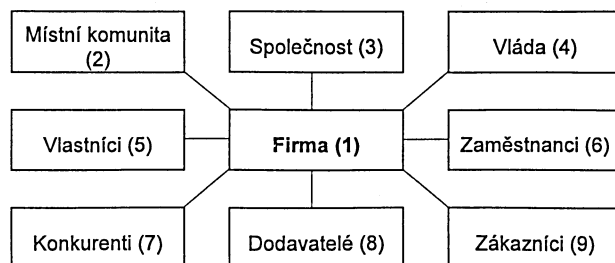 Místní komunita
(2)
Společnost (3)
Vláda (4)
Vlastníci (5)
Firma (1)
Zaměstnanci (6)
Konkurenti (7)
Dodavatelé (8)
Zákazníci (9)